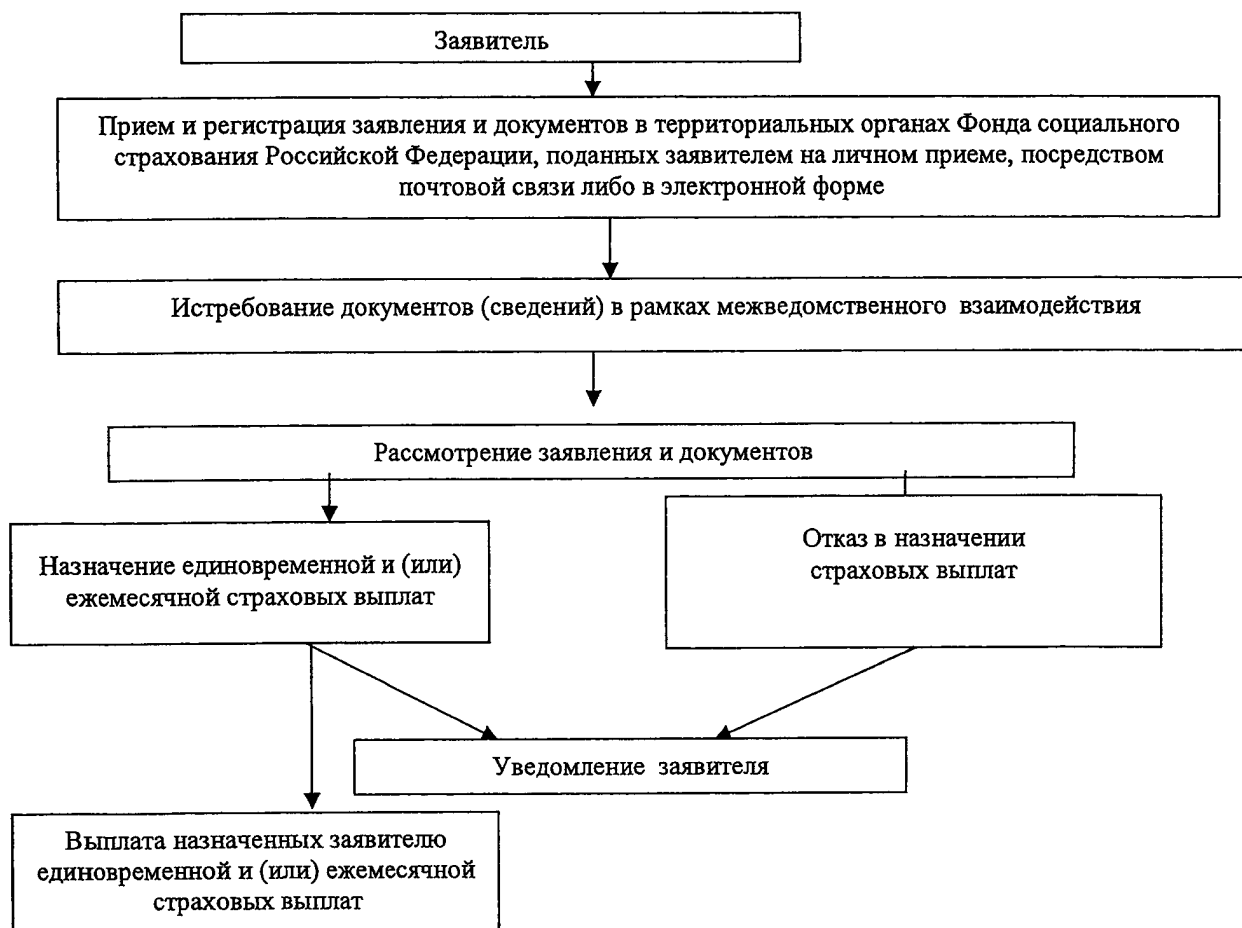 Заявитель
Прием и регистрация заявления и документов в территориальных органах Фонда социального
страхования Российской Федерации, поданных заявителем на личном приеме, посредством
почтовой связи либо в электронной форме
Истребование документов (сведений) в рамках межведомственного взаимодействия
Рассмотрение заявления и документов
Назначение единовременной и (или)
ежемесячной страховых выплат
Отказ в назначении
страховых выплат
Уведомление заявителя
Выплата назначенных заявителю
единовременной и (или) ежемесячной
страховых выплат